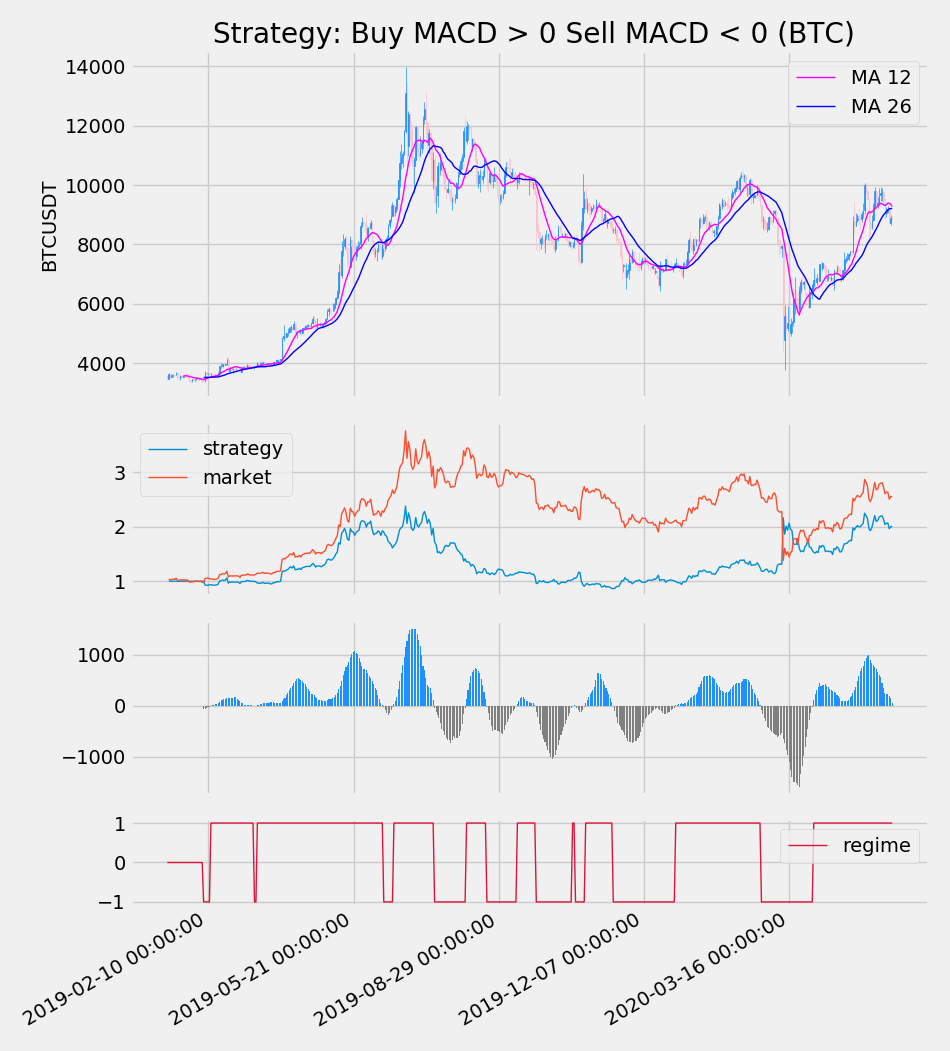 Strategy: Buy MACD > 0 Sell MACD < 0 (BTC)
14000
12000
10000
8000
6000
4000
BTCUSDT
MA 12
MA 26
3
2
1
strategy
market
1000
0
−1000
1
0
−1
regime
2019-02-10 00:00:00
2019-05-21 00:00:00
2019-08-29 00:00:00
2019-12-07 00:00:00
2020-03-16 00:00:00